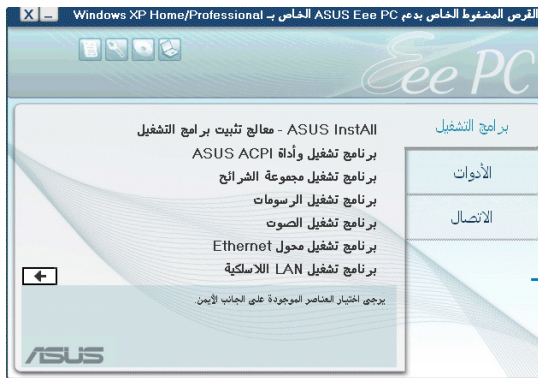 القرص المضغوط الخاص بدعم ASUS Eee PC الخاص بـ Windows XP Home/Professional
Eee PC
برامج التشغيل
الأدوات
الاتصال
ASUS InstAll - معالج تثبيت برامج التشغيل
برنامج تشغيل وأداة ASUS ACPI
برنامج تشغيل مجموعة الشرائح
برنامج تشغيل الرسومات
برنامج تشغيل الصوت
برنامج تشغيل محول Ethernet
برنامج تشغيل LAN اللاسلكية
يرجى اختيار العناصر الموجودة على الجانب الأيمن.
ASUS